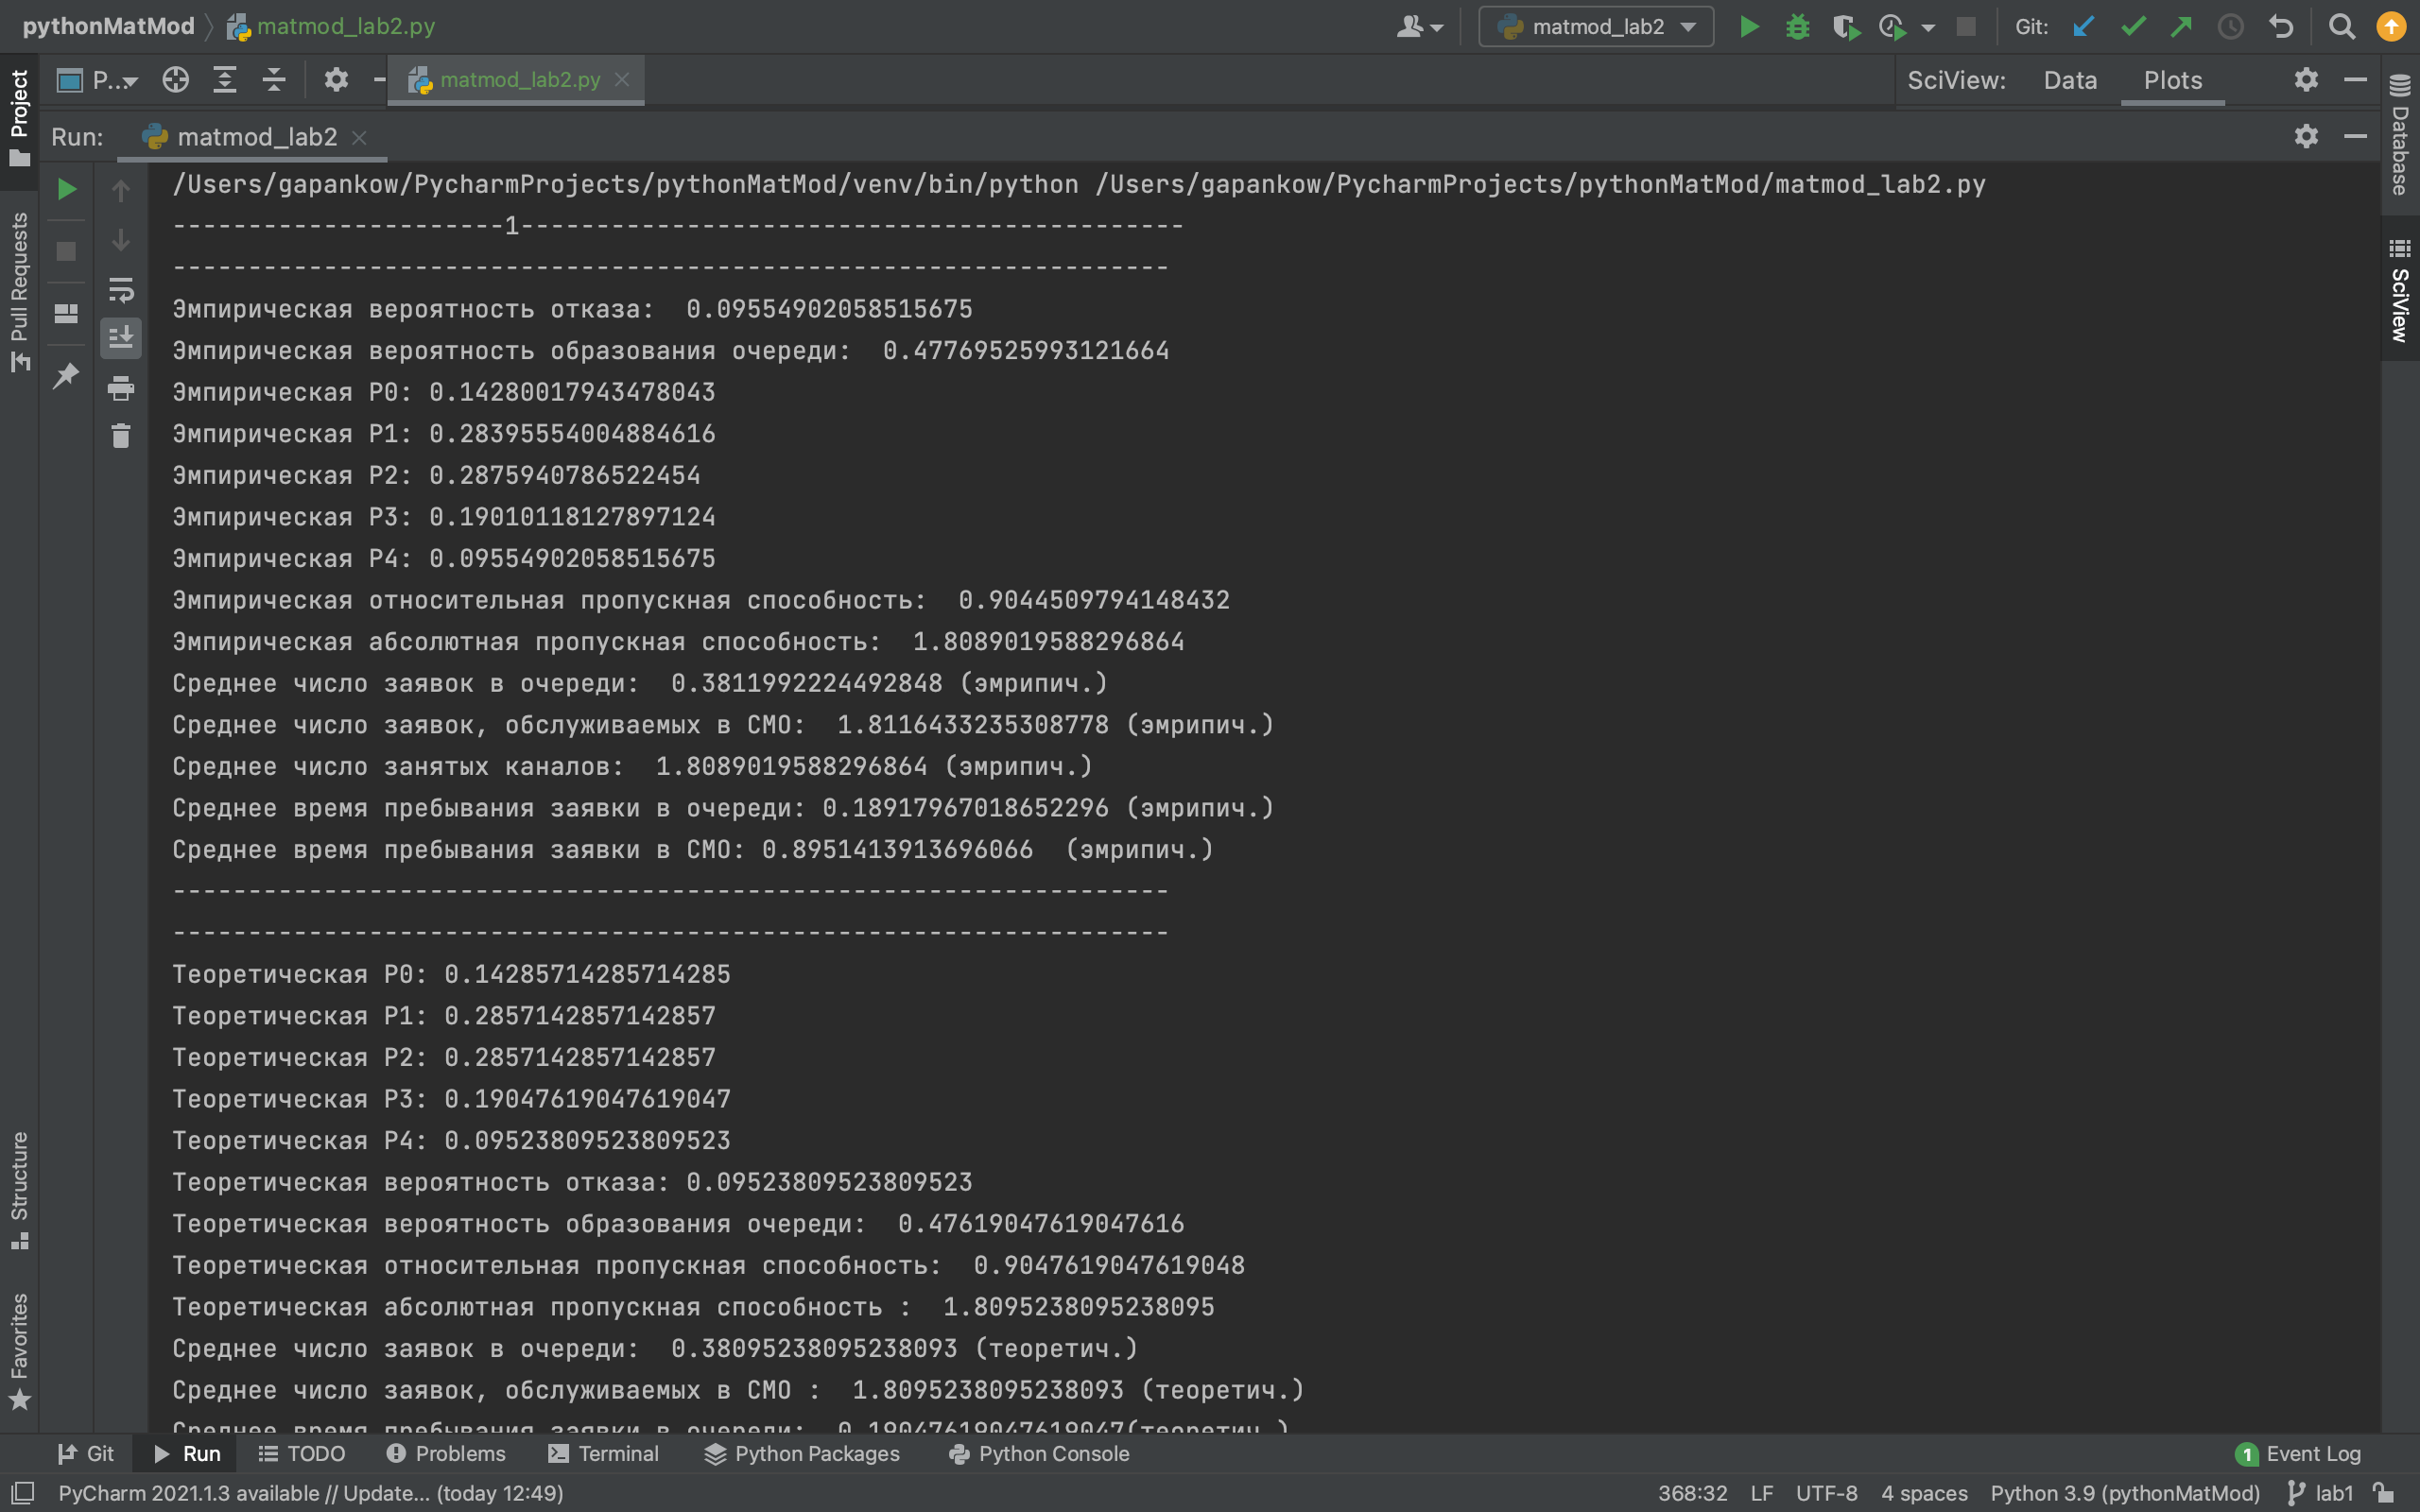 pythonMatMod matmod_lab2.py matmod_lab2 Git:
P... matmod_lab2.py SciView: Data Plots
Run: matmod_lab2
Project
Pull Requests
Structure
Favorites
Database
SciView
/Users/gapankow/PycharmProjects/pythonMatMod/venv/bin/python /Users/gapankow/PycharmProjects/pythonMatMod/matmod_lab2.py
----------------------1--------------------------------------------
------------------------------------------------------------------
Эмпирическая вероятность отказа:  0.09554902058515675
Эмпирическая вероятность образования очереди:  0.47769525993121664
Эмпирическая P0: 0.14280017943478043
Эмпирическая P1: 0.28395554004884616
Эмпирическая P2: 0.2875940786522454
Эмпирическая P3: 0.19010118127897124
Эмпирическая P4: 0.09554902058515675
Эмпирическая относительная пропускная способность:  0.9044509794148432
Эмпирическая абсолютная пропускная способность:  1.8089019588296864
Среднее число заявок в очереди:  0.3811992224492848 (эмрипич.)
Среднее число заявок, обслуживаемых в СМО:  1.8116433235308778 (эмрипич.)
Среднее число занятых каналов:  1.8089019588296864 (эмрипич.)
Среднее время пребывания заявки в очереди: 0.18917967018652296 (эмрипич.)
Среднее время пребывания заявки в СМО: 0.8951413913696066  (эмрипич.)
------------------------------------------------------------------
------------------------------------------------------------------
Теоретическая P0: 0.14285714285714285
Теоретическая P1: 0.2857142857142857
Теоретическая P2: 0.2857142857142857
Теоретическая P3: 0.19047619047619047
Теоретическая P4: 0.09523809523809523
Теоретическая вероятность отказа: 0.09523809523809523
Теоретическая вероятность образования очереди:  0.47619047619047616
Теоретическая относительная пропускная способность:  0.9047619047619048
Теоретическая абсолютная пропускная способность :  1.8095238095238095
Среднее число заявок в очереди:  0.38095238095238093 (теоретич.)
Среднее число заявок, обслуживаемых в СМО :  1.8095238095238093 (теоретич.)
Среднее время пребывания заявки в очереди:  0.19047619047619047(теоретич.)
Git Run TODO Problems Terminal Python Packages Python Console 1 Event Log
PyCharm 2021.1.3 available // Update... (today 12:49) 368:32 LF UTF-8 4 spaces Python 3.9 (pythonMatMod) lab1